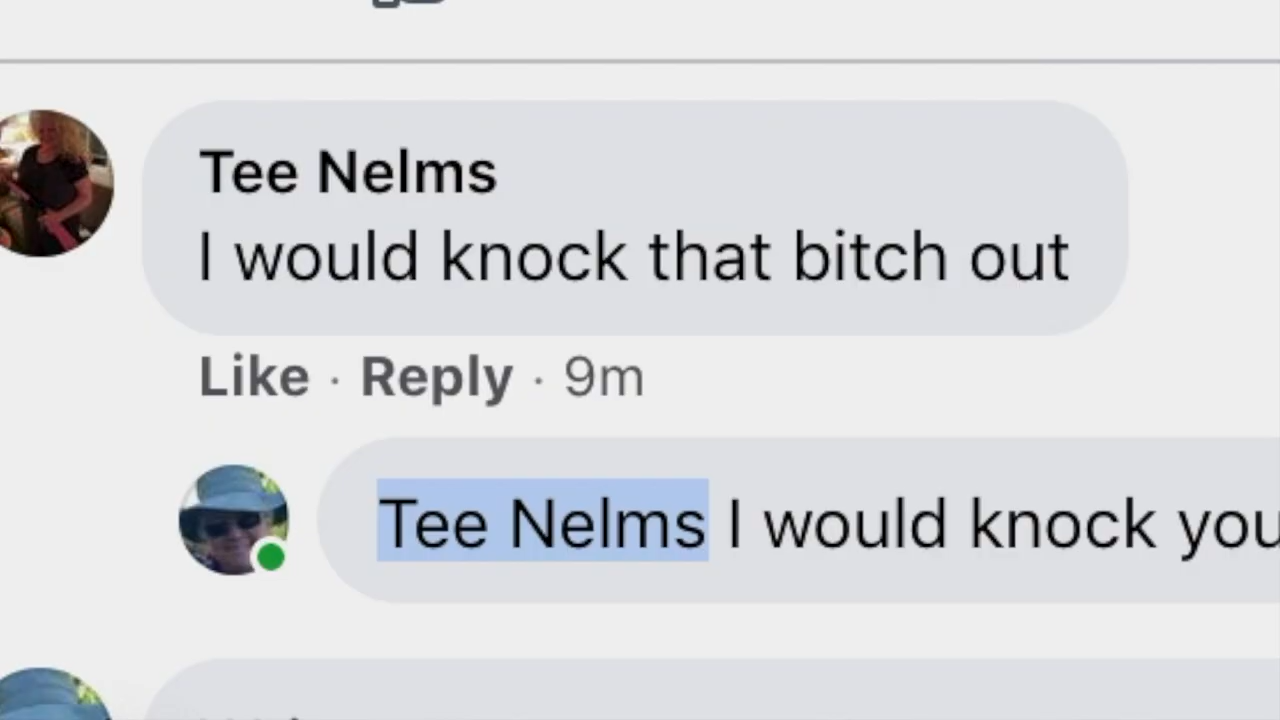 Tee Nelms
I would knock that bitch out
Like · Reply · 9m
Tee Nelms I would knock you